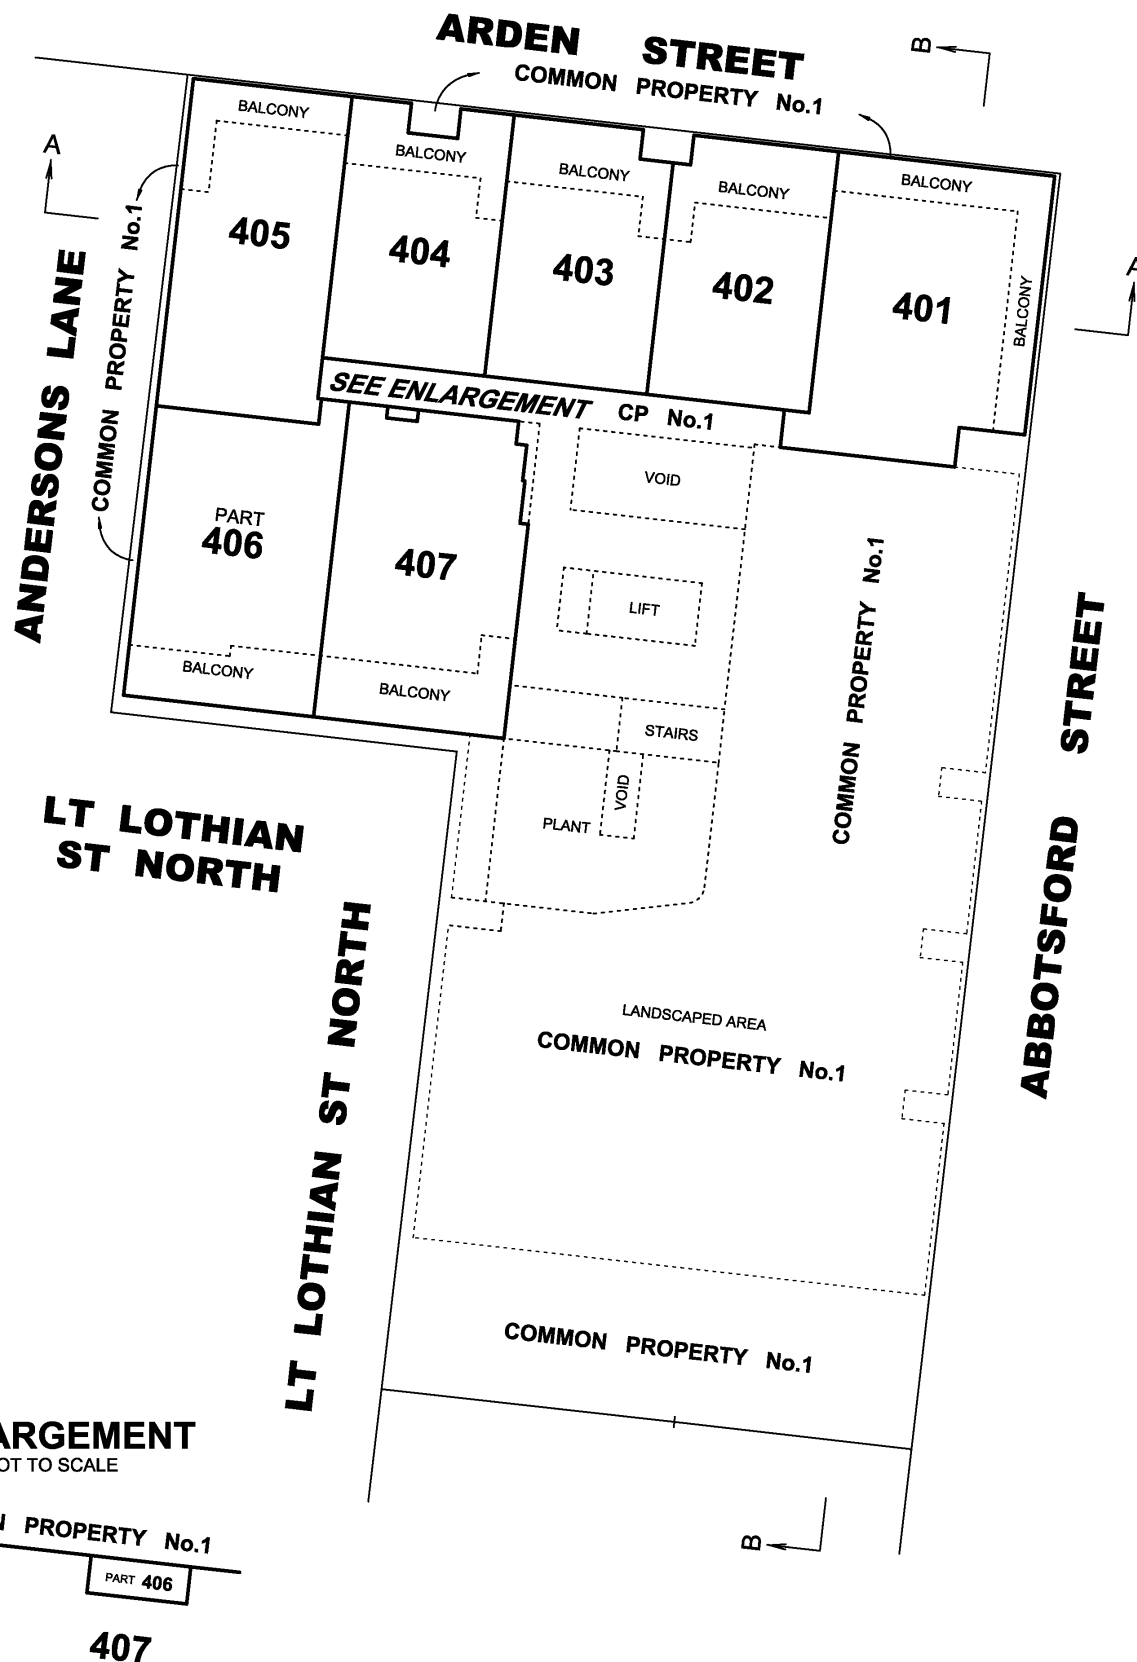 ARDEN STREET
COMMON PROPERTY No.1
B
A
BALCONY
BALCONY
BALCONY
BALCONY
BALCONY
405
404
403
402
401
BALCONY
A
ANDERSONS LANE
COMMON PROPERTY No.1
SEE ENLARGEMENT CP No.1
VOID
PART
406
407
LIFT
COMMON PROPERTY No.1
ABBOTSFORD STREET
BALCONY
BALCONY
STAIRS
VOID
PLANT
LT LOTHIAN
ST NORTH
LT LOTHIAN ST NORTH
LANDSCAPED AREA
COMMON PROPERTY No.1
COMMON PROPERTY No.1
ARGEMENT
OT TO SCALE
N PROPERTY No.1
PART 406
407
B